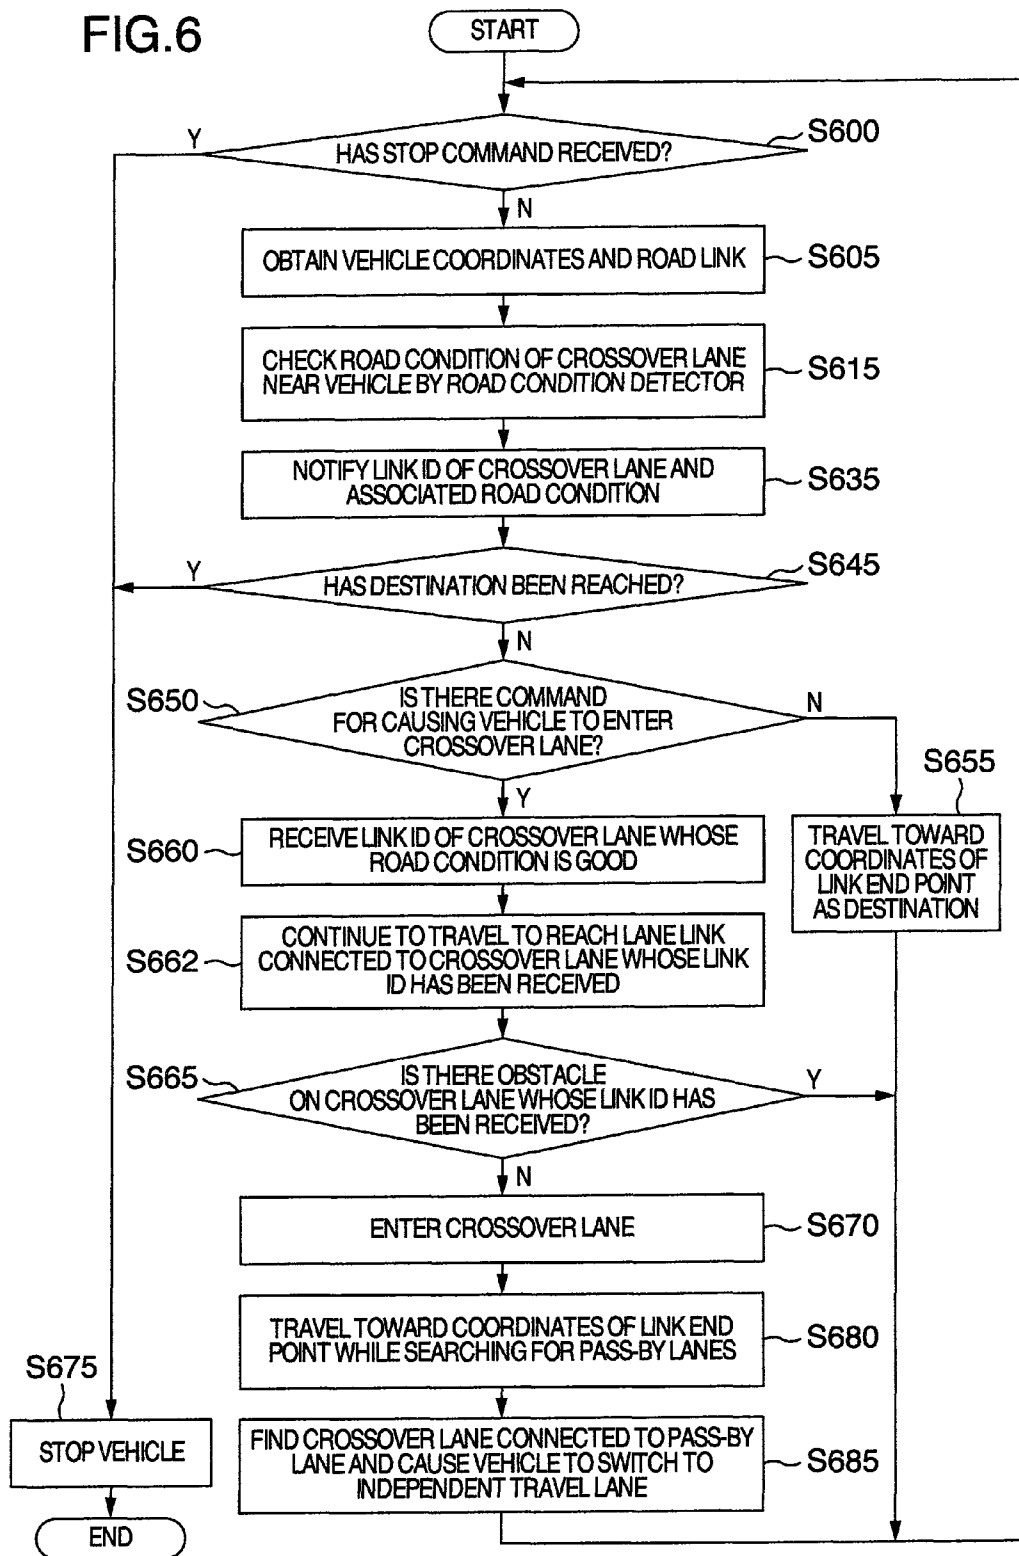 FIG.6
START
S600
Y
HAS STOP COMMAND RECEIVED?
N
OBTAIN VEHICLE COORDINATES AND ROAD LINK
S605
CHECK ROAD CONDITION OF CROSSOVER LANE
NEAR VEHICLE BY ROAD CONDITION DETECTOR
S615
NOTIFY LINK ID OF CROSSOVER LANE AND
ASSOCIATED ROAD CONDITION
S635
S645
Y
HAS DESTINATION BEEN REACHED?
N
S650
IS THERE COMMAND
FOR CAUSING VEHICLE TO ENTER
CROSSOVER LANE?
N
Y
S655
TRAVEL TOWARD
COORDINATES OF
LINK END POINT
AS DESTINATION
S660
RECEIVE LINK ID OF CROSSOVER LANE WHOSE
ROAD CONDITION IS GOOD
S662
CONTINUE TO TRAVEL TO REACH LANE LINK
CONNECTED TO CROSSOVER LANE WHOSE LINK
ID HAS BEEN RECEIVED
S665
IS THERE OBSTACLE
ON CROSSOVER LANE WHOSE LINK ID HAS
BEEN RECEIVED?
Y
N
ENTER CROSSOVER LANE
S670
TRAVEL TOWARD COORDINATES OF LINK END
POINT WHILE SEARCHING FOR PASS-BY LANES
S680
FIND CROSSOVER LANE CONNECTED TO PASS-BY
LANE AND CAUSE VEHICLE TO SWITCH TO
INDEPENDENT TRAVEL LANE
S685
S675
STOP VEHICLE
END